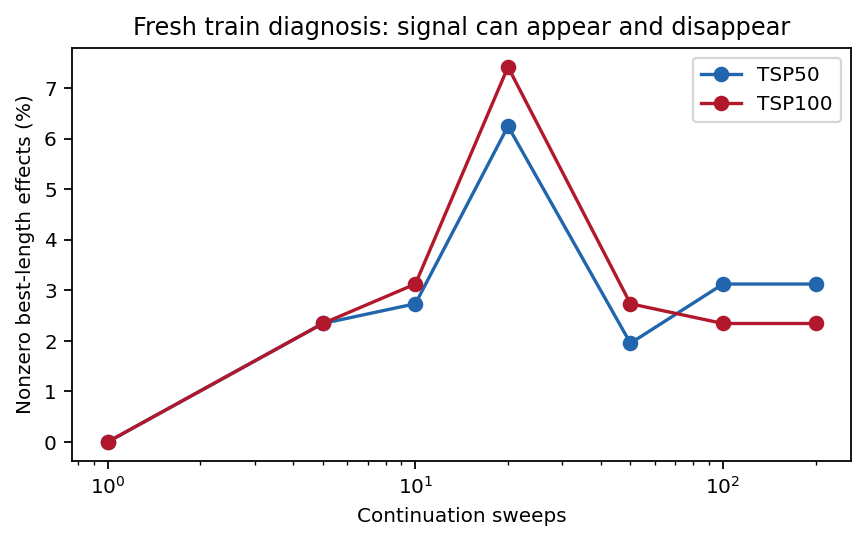 Fresh train diagnosis: signal can appear and disappear
TSP50
TSP100
Nonzero best-length effects (%)
7
6
5
4
3
2
1
0
10⁰
10¹
10²
Continuation sweeps